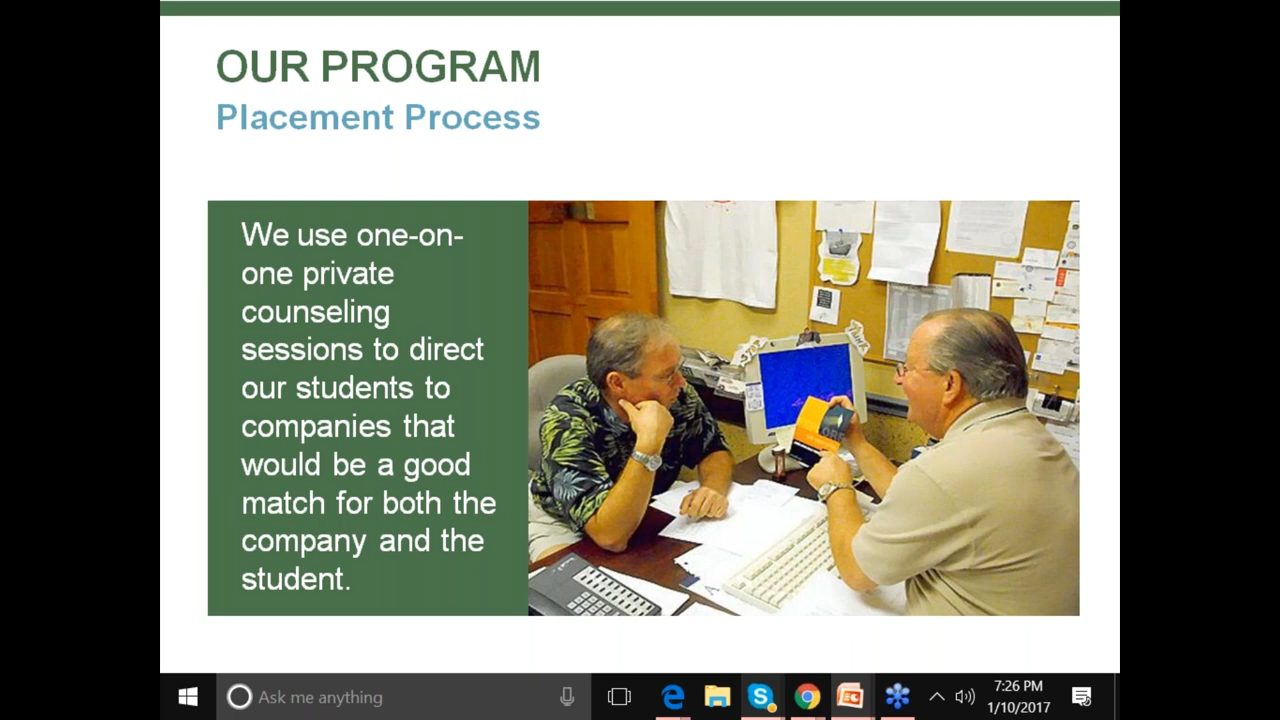 OUR PROGRAM
Placement Process
We use one-on-
one private
counseling
sessions to direct
our students to
companies that
would be a good
match for both the
company and the
student.
Ask me anything
7:26 PM
1/10/2017